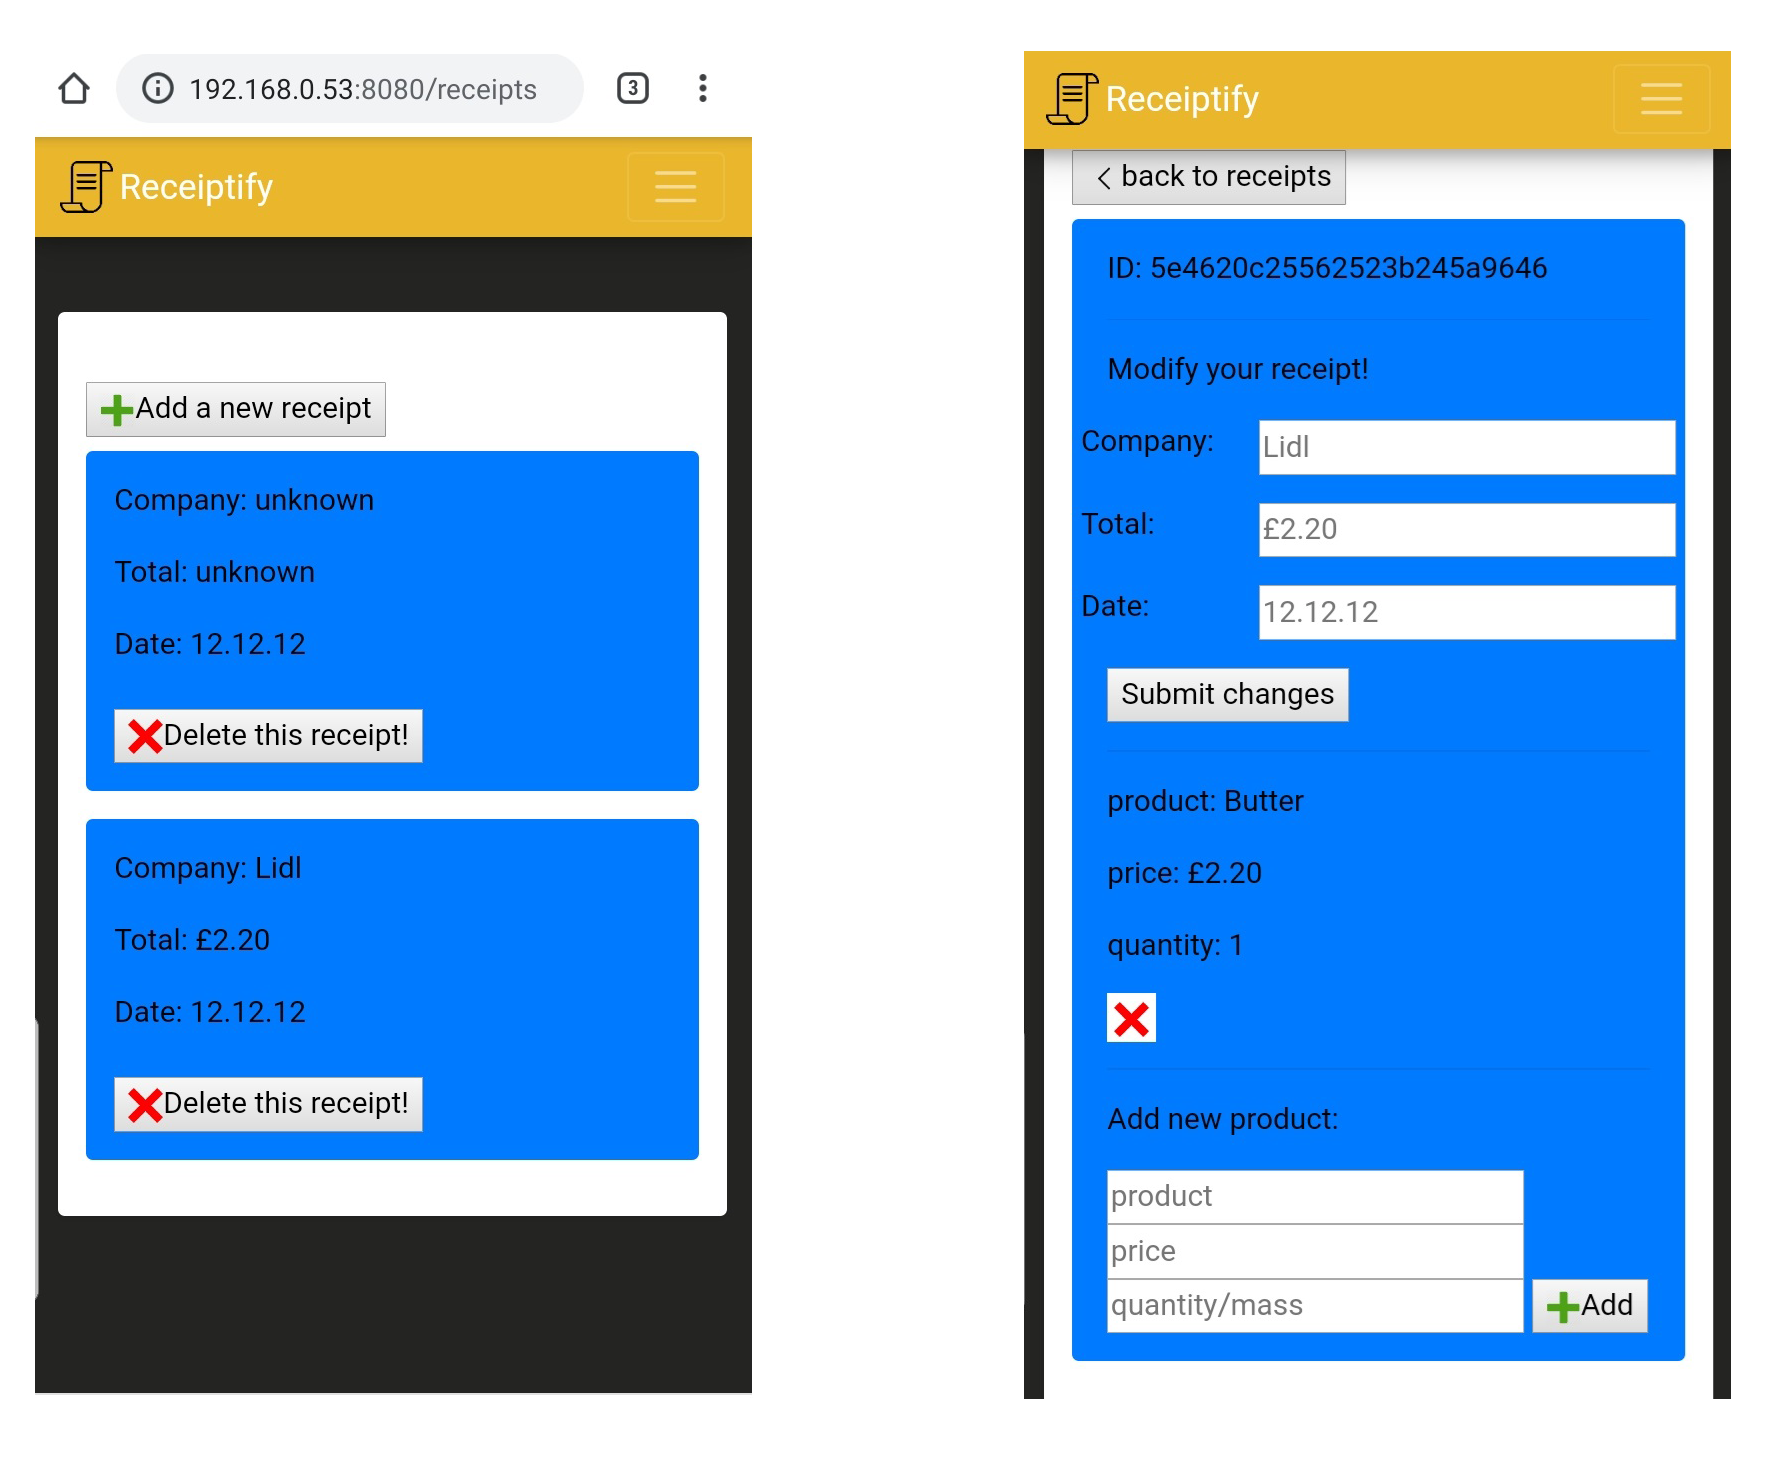 192.168.0.53:8080/receipts
3
Receiptify
Add a new receipt
Company: unknown
Total: unknown
Date: 12.12.12
Delete this receipt!
Company: Lidl
Total: £2.20
Date: 12.12.12
Delete this receipt!
Receiptify
back to receipts
ID: 5e4620c25562523b245a9646
Modify your receipt!
Company: Lidl
Total: £2.20
Date: 12.12.12
Submit changes
product: Butter
price: £2.20
quantity: 1
Add new product:
product
price
quantity/mass
Add